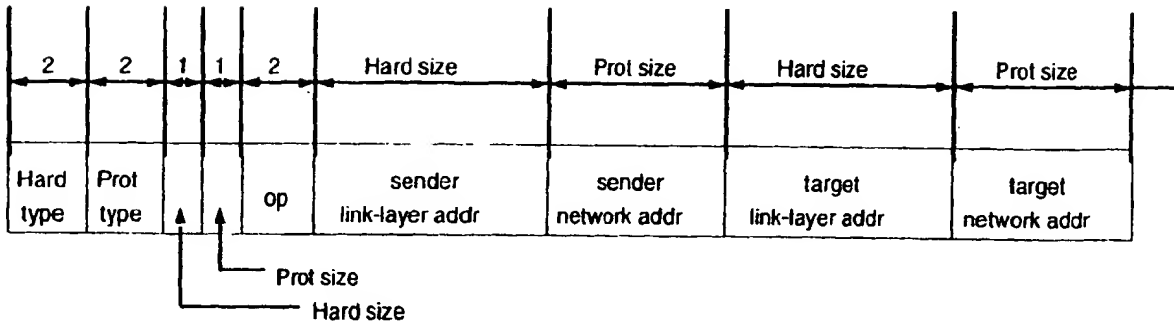 2 2 1 1 2 Hard size Prot size Hard size Prot size
Hard Prot op sender sender target target
type type link-layer addr network addr link-layer addr network addr
Prot size
Hard size